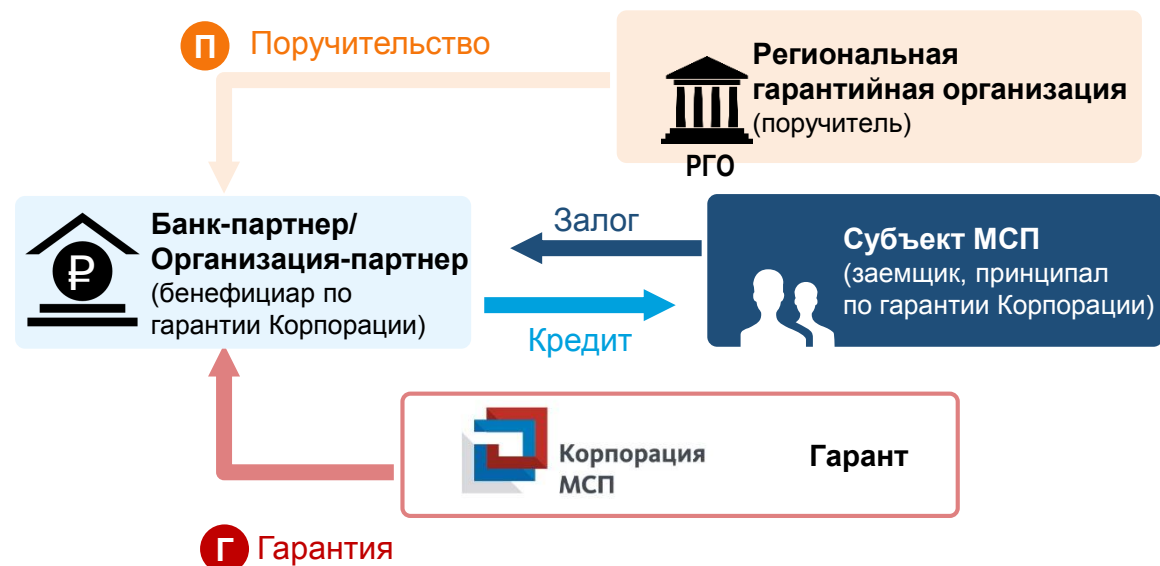 П Поручительство
Региональная
гарантийная организация
(поручитель)
РГО
Банк-партнер/
Организация-партнер
(бенефициар по
гарантии Корпорации)
₽
Залог
Кредит
Субъект МСП
(заемщик, принципал
по гарантии Корпорации)
Корпорация
МСП
Гарант
Г Гарантия